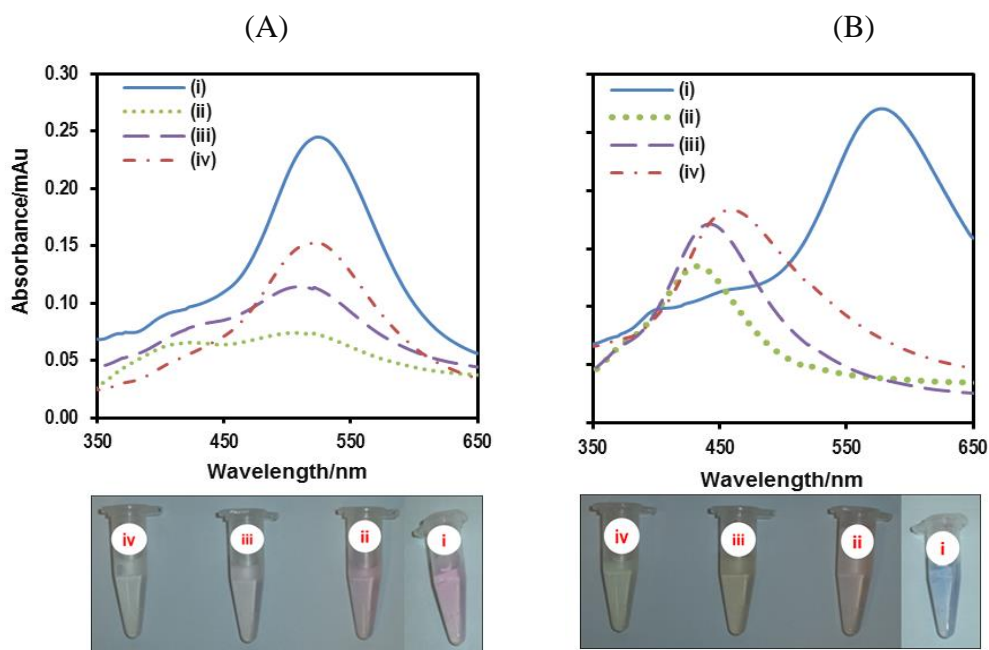 (A)
(B)
0.30
0.25
0.20
0.15
0.10
0.05
0.00
Absorbance/mAu
(i)
(ii)
(iii)
(iv)
350
450
550
650
Wavelength/nm
(i)
(ii)
(iii)
(iv)
350
450
550
650
Wavelength/nm
iv
iii
ii
i
iv
iii
ii
i